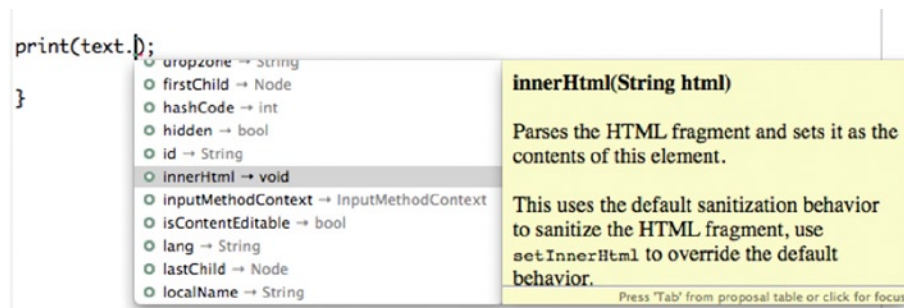 print(text.);
}
dropzone → String
firstChild → Node
hashCode → int
hidden → bool
id → String
innerHtml → void
inputMethodContext → InputMethodContext
isContentEditable → bool
lang → String
lastChild → Node
localName → String
innerHtml(String html)
Parses the HTML fragment and sets it as the
contents of this element.
This uses the default sanitization behavior
to sanitize the HTML fragment, use
setInnerHtml to override the default
behavior.
Press 'Tab' from proposal table or click for focus